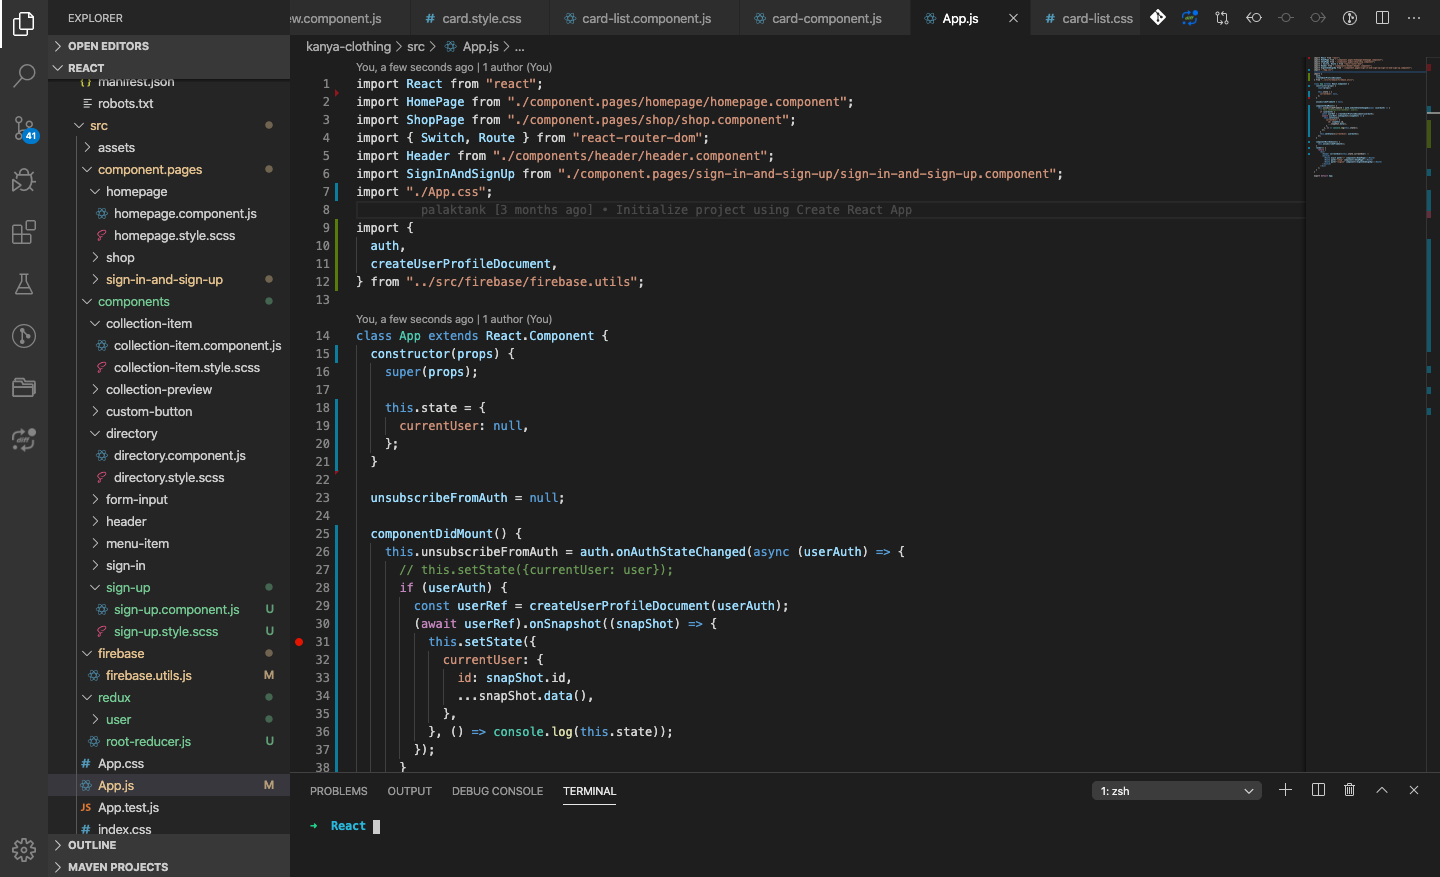 EXPLORER
OPEN EDITORS
REACT
manifest.json
robots.txt
src
assets
component.pages
homepage
homepage.component.js
homepage.style.scss
shop
sign-in-and-sign-up
components
collection-item
collection-item.component.js
collection-item.style.scss
collection-preview
custom-button
directory
directory.component.js
directory.style.scss
form-input
header
menu-item
sign-in
sign-up
sign-up.component.js U
sign-up.style.scss U
firebase
firebase.utils.js M
redux
user
root-reducer.js U
# App.css
App.js M
JS App.test.js
# index.css
OUTLINE
MAVEN PROJECTS
41
ew.component.js # card.style.css card-list.component.js card-component.js App.js # card-list.css
kanya-clothing > src > App.js > ...
You, a few seconds ago | 1 author (You)
1 import React from "react";
2 import HomePage from "./component.pages/homepage/homepage.component";
3 import ShopPage from "./component.pages/shop/shop.component";
4 import { Switch, Route } from "react-router-dom";
5 import Header from "./components/header/header.component";
6 import SignInAndSignUp from "./component.pages/sign-in-and-sign-up/sign-in-and-sign-up.component";
7 import "./App.css";
8 palaktank [3 months ago] • Initialize project using Create React App
9 import {
10 auth,
11 createUserProfileDocument,
12 } from "../src/firebase/firebase.utils";
13
You, a few seconds ago | 1 author (You)
14 class App extends React.Component {
15 constructor(props) {
16 super(props);
17
18 this.state = {
19 currentUser: null,
20 };
21 }
22
23 unsubscribeFromAuth = null;
24
25 componentDidMount() {
26 this.unsubscribeFromAuth = auth.onAuthStateChanged(async (userAuth) => {
27 // this.setState({currentUser: user});
28 if (userAuth) {
29 const userRef = createUserProfileDocument(userAuth);
30 (await userRef).onSnapshot((snapShot) => {
31 this.setState({
32 currentUser: {
33 id: snapShot.id,
34 ...snapShot.data(),
35 },
36 }, () => console.log(this.state));
37 });
38 }
PROBLEMS OUTPUT DEBUG CONSOLE TERMINAL 1: zsh
→ React